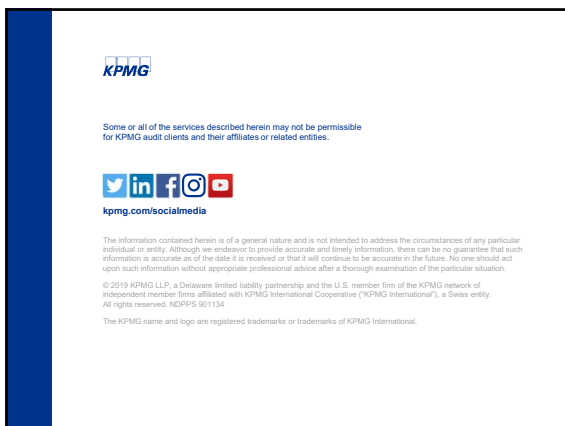 KPMG
Some or all of the services described herein may not be permissible
for KPMG audit clients and their affiliates or related entities.
in f
kpmg.com/socialmedia
The information contained herein is of a general nature and is not intended to address the circumstances of any particular
individual or entity. Although we endeavor to provide accurate and timely information, there can be no guarantee that such
information is accurate as of the date it is received or that it will continue to be accurate in the future. No one should act
upon such information without appropriate professional advice after a thorough examination of the particular situation.
© 2019 KPMG LLP, a Delaware limited liability partnership and the U.S. member firm of the KPMG network of
independent member firms affiliated with KPMG International Cooperative (“KPMG International”), a Swiss entity.
All rights reserved. NDPPS 901134
The KPMG name and logo are registered trademarks or trademarks of KPMG International.